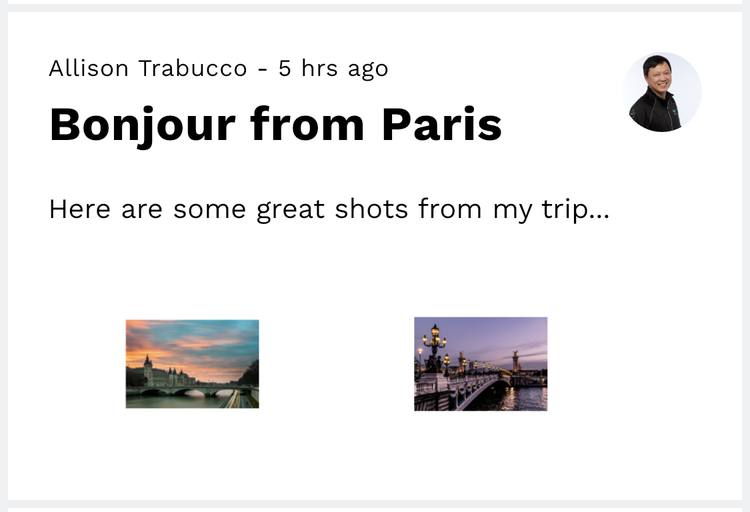 Allison Trabucco - 5 hrs ago
Bonjour from Paris
Here are some great shots from my trip...